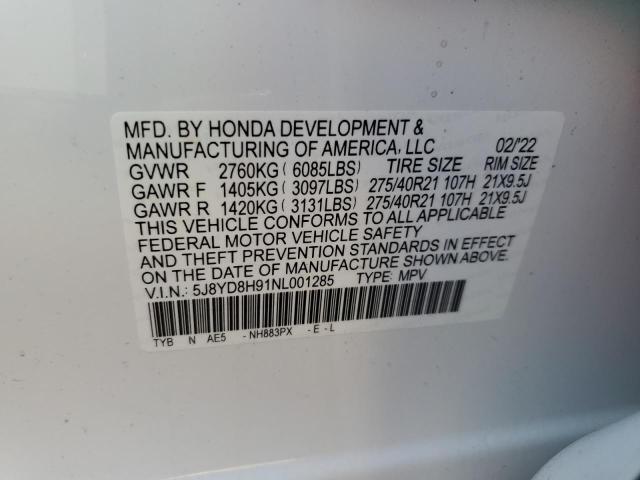 MFD. BY HONDA DEVELOPMENT &
MANUFACTURING OF AMERICA, LLC 02/'22
GVWR 2760KG ( 6085LBS) TIRE SIZE RIM SIZE
GAWR F 1405KG ( 3097LBS) 275/40R21 107H 21X9.5J
GAWR R 1420KG ( 3131LBS) 275/40R21 107H 21X9.5J
THIS VEHICLE CONFORMS TO ALL APPLICABLE
FEDERAL MOTOR VEHICLE SAFETY
AND THEFT PREVENTION STANDARDS IN EFFECT
ON THE DATE OF MANUFACTURE SHOWN ABOVE.
V.I.N.: 5J8YD8H91NL001285 TYPE: MPV
TYB N AE5 - NH883PX - E - L